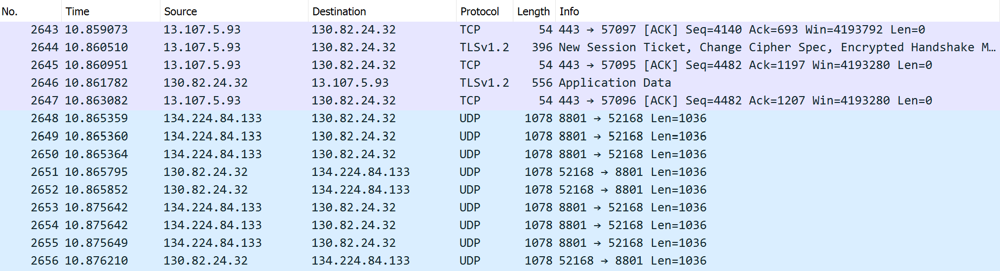 No. Time Source Destination Protocol Length Info
2643 10.859073 13.107.5.93 130.82.24.32 TCP 54 443 → 57097 [ACK] Seq=4140 Ack=693 Win=4193792 Len=0
2644 10.860510 13.107.5.93 130.82.24.32 TLSv1.2 396 New Session Ticket, Change Cipher Spec, Encrypted Handshake M…
2645 10.860951 13.107.5.93 130.82.24.32 TCP 54 443 → 57095 [ACK] Seq=4482 Ack=1197 Win=4193280 Len=0
2646 10.861782 130.82.24.32 13.107.5.93 TLSv1.2 556 Application Data
2647 10.863082 13.107.5.93 130.82.24.32 TCP 54 443 → 57096 [ACK] Seq=4482 Ack=1207 Win=4193280 Len=0
2648 10.865359 134.224.84.133 130.82.24.32 UDP 1078 8801 → 52168 Len=1036
2649 10.865360 134.224.84.133 130.82.24.32 UDP 1078 8801 → 52168 Len=1036
2650 10.865364 134.224.84.133 130.82.24.32 UDP 1078 8801 → 52168 Len=1036
2651 10.865795 130.82.24.32 134.224.84.133 UDP 1078 52168 → 8801 Len=1036
2652 10.865852 130.82.24.32 134.224.84.133 UDP 1078 52168 → 8801 Len=1036
2653 10.875642 134.224.84.133 130.82.24.32 UDP 1078 8801 → 52168 Len=1036
2654 10.875642 134.224.84.133 130.82.24.32 UDP 1078 8801 → 52168 Len=1036
2655 10.875649 134.224.84.133 130.82.24.32 UDP 1078 8801 → 52168 Len=1036
2656 10.876210 130.82.24.32 134.224.84.133 UDP 1078 52168 → 8801 Len=1036